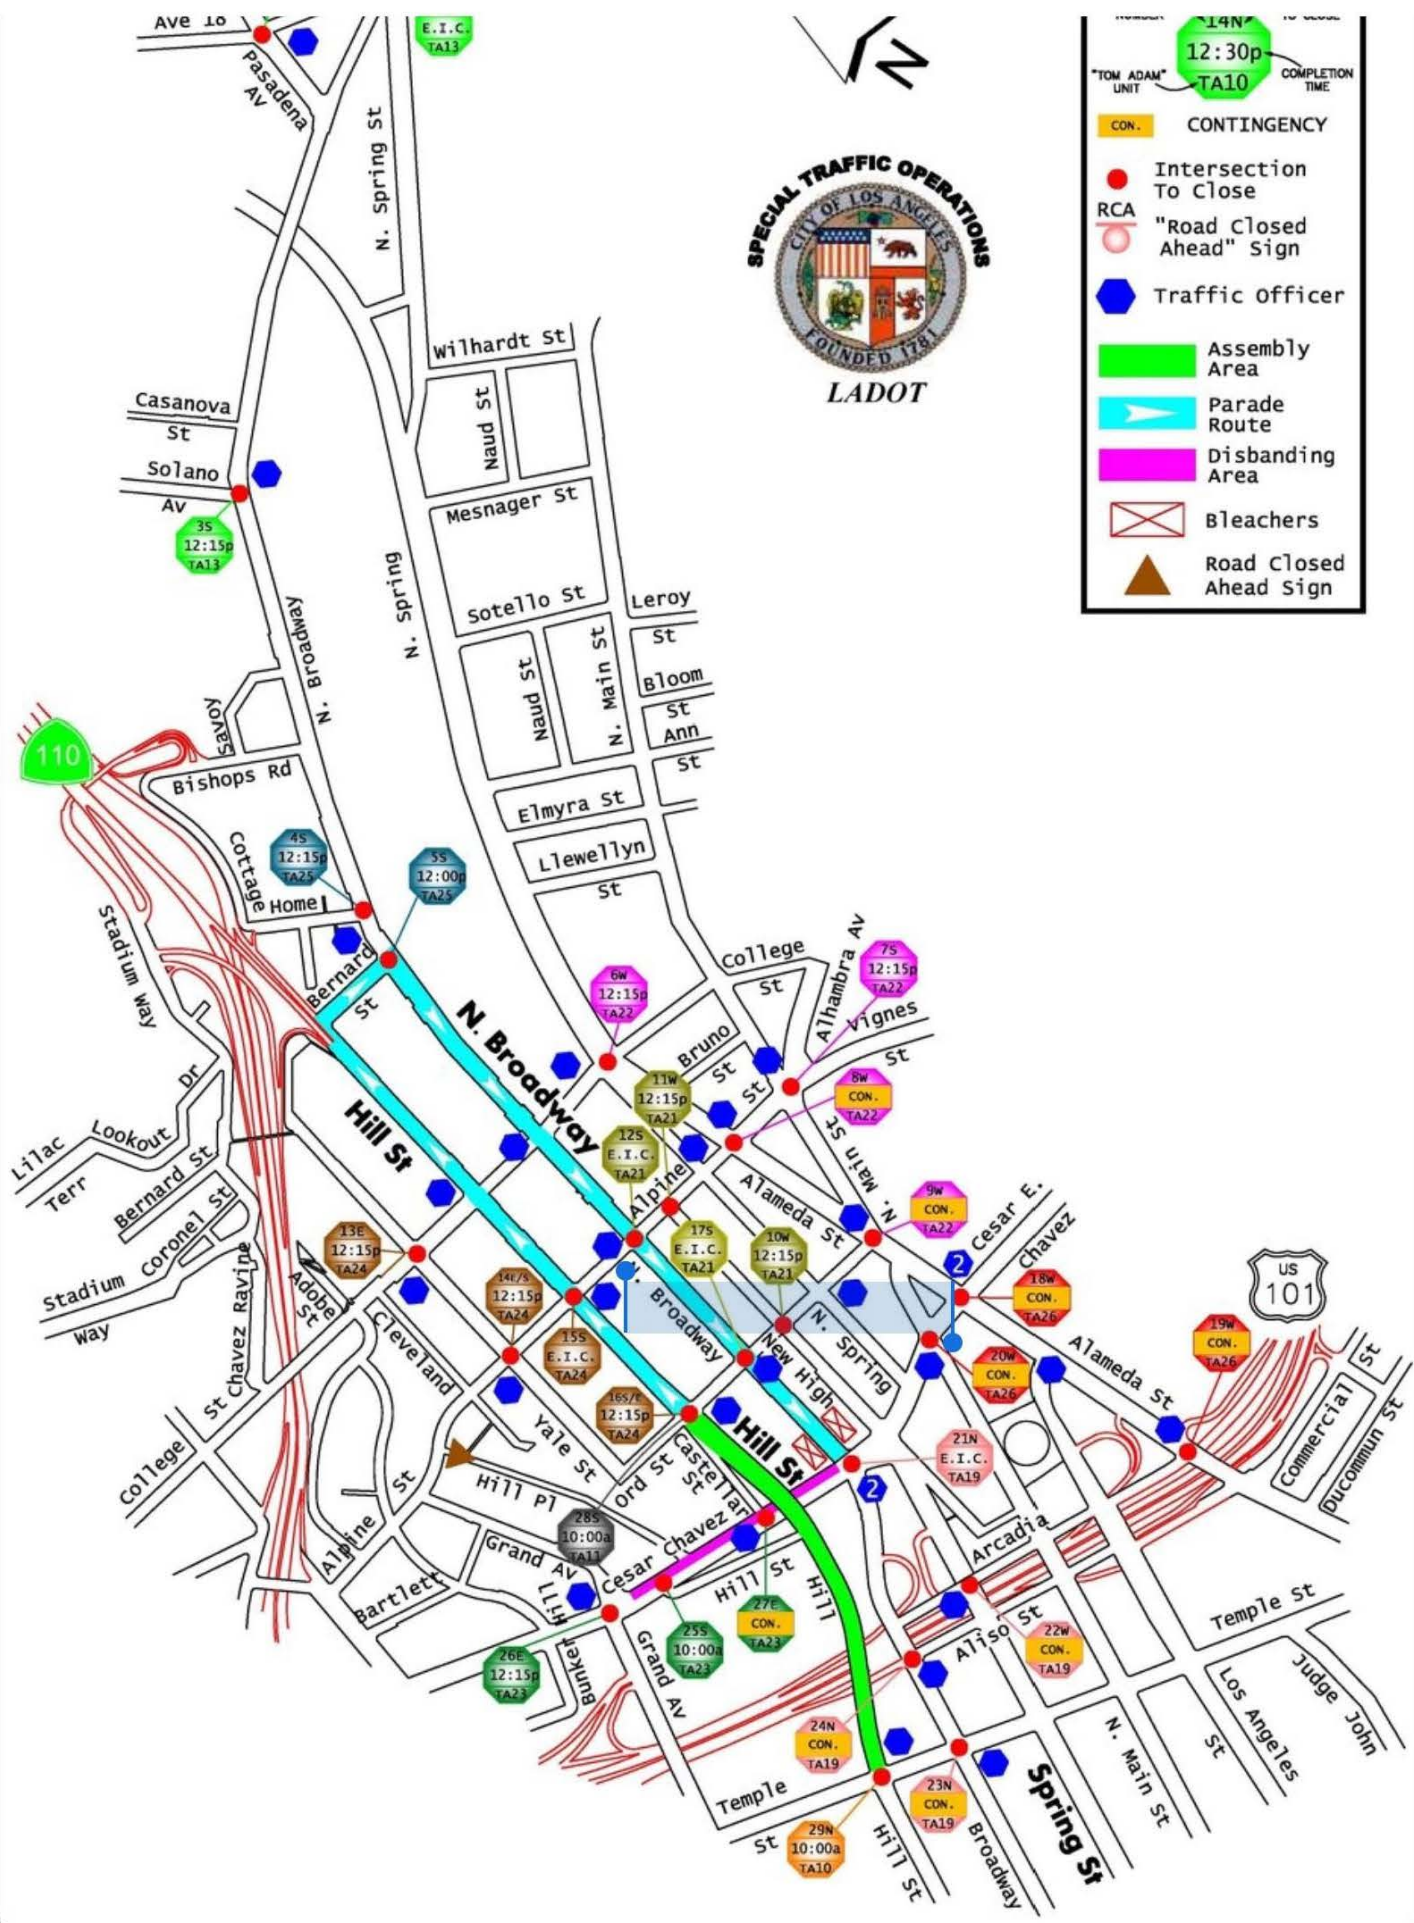 Ave 18
Pasadena
Av
E.I.C.
TA13
N. Spring St
N
SPECIAL TRAFFIC OPERATIONS
CITY OF LOS ANGELES
FOUNDED 1781
LADOT
NUMBER
TO CLOSE
14N
12:30p
TA10
"TOM ADAM"
UNIT
COMPLETION
TIME
CON.
CONTINGENCY
Intersection
To Close
RCA
"Road Closed
Ahead" Sign
Traffic Officer
Assembly
Area
Parade
Route
Disbanding
Area
Bleachers
Road Closed
Ahead Sign
Wilhardt St
Naud St
Casanova
St
Solano
Av
3S
12:15p
TA13
Mesnager St
N. Spring
Sotello St
Leroy
St
N. Broadway
Naud St
N. Main St
Bloom
St
Ann
St
Savoy
110
Bishops Rd
Elmyra St
Llewellyn
St
Cottage
Home
4S
12:15p
TA25
5S
12:00p
TA25
Stadium Way
Bernard
St
College
St
Alhambra Av
7S
12:15p
TA22
6W
12:15p
TA22
Vignes
St
N. Broadway
Bruno
St
St
11W
12:15p
TA21
8W
CON.
TA22
Hill St
12S
E.I.C.
TA21
Dr
Lilac
Terr
Lookout
Bernard St
Coronel St
Alpine
Alameda St
N. Main St
9W
CON.
TA22
Cesar E.
Chavez
17S
E.I.C.
TA21
10W
12:15p
TA21
13E
12:15p
TA24
Stadium
Way
Chavez Ravine
N
Adobe
St
14E/S
12:15p
TA24
2
18W
CON.
TA26
US
101
N. Broadway
N. Spring
New High
Cleveland
15S
E.I.C.
TA24
19W
CON.
TA26
20W
CON.
TA26
Alameda St
16S/E
12:15p
TA24
College
St
Yale St
Hill St
Castellar
St
Ord St
Hill Pl
21N
E.I.C.
TA19
2
Commercial
St
Ducommun St
Alpine
St
28S
10:00a
TA11
Cesar Chavez
Grand Av
Arcadia
Bartlett
Hill St
Hill
27E
CON.
TA23
25S
10:00a
TA23
26E
12:15p
TA23
Bunker
Hill
Grand Av
Aliso St
22W
CON.
TA19
Temple St
Judge John
Los Angeles
St
24N
CON.
TA19
23N
CON.
TA19
N. Main St
Spring St
Temple
St
29N
10:00a
TA10
Hill St
Broadway